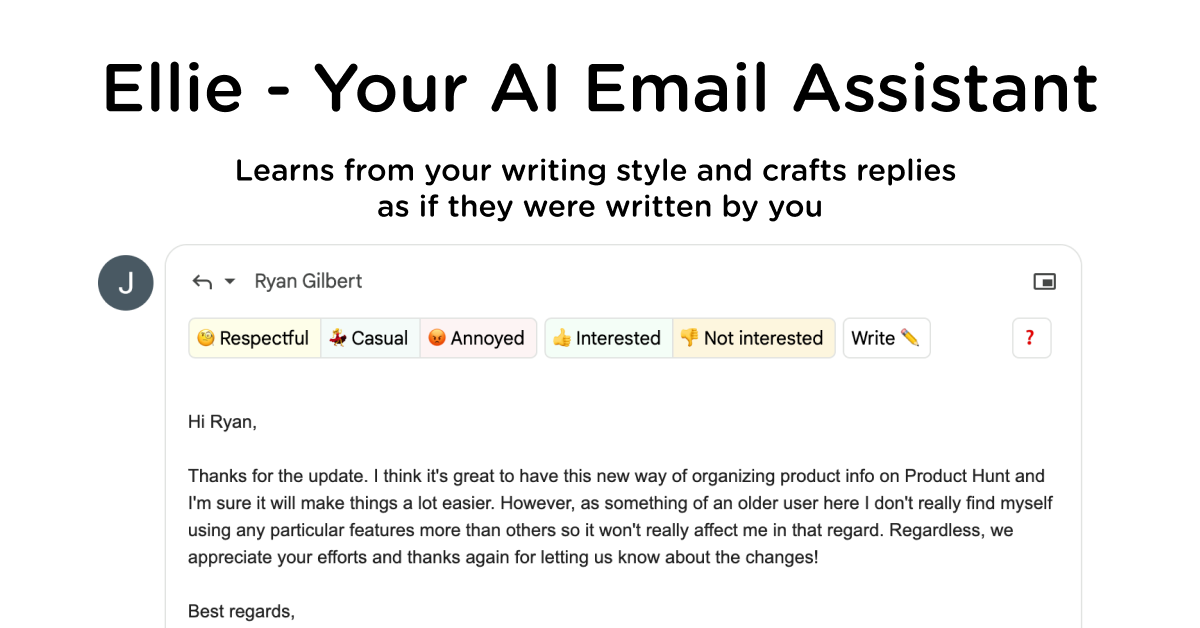 Ellie - Your AI Email Assistant
Learns from your writing style and crafts replies
as if they were written by you
J
Ryan Gilbert
🧐 Respectful 💃 Casual 😡 Annoyed 👍 Interested 👎 Not interested Write ✏️ ?
Hi Ryan,
Thanks for the update. I think it's great to have this new way of organizing product info on Product Hunt and
I'm sure it will make things a lot easier. However, as something of an older user here I don't really find myself
using any particular features more than others so it won't really affect me in that regard. Regardless, we
appreciate your efforts and thanks again for letting us know about the changes!
Best regards,